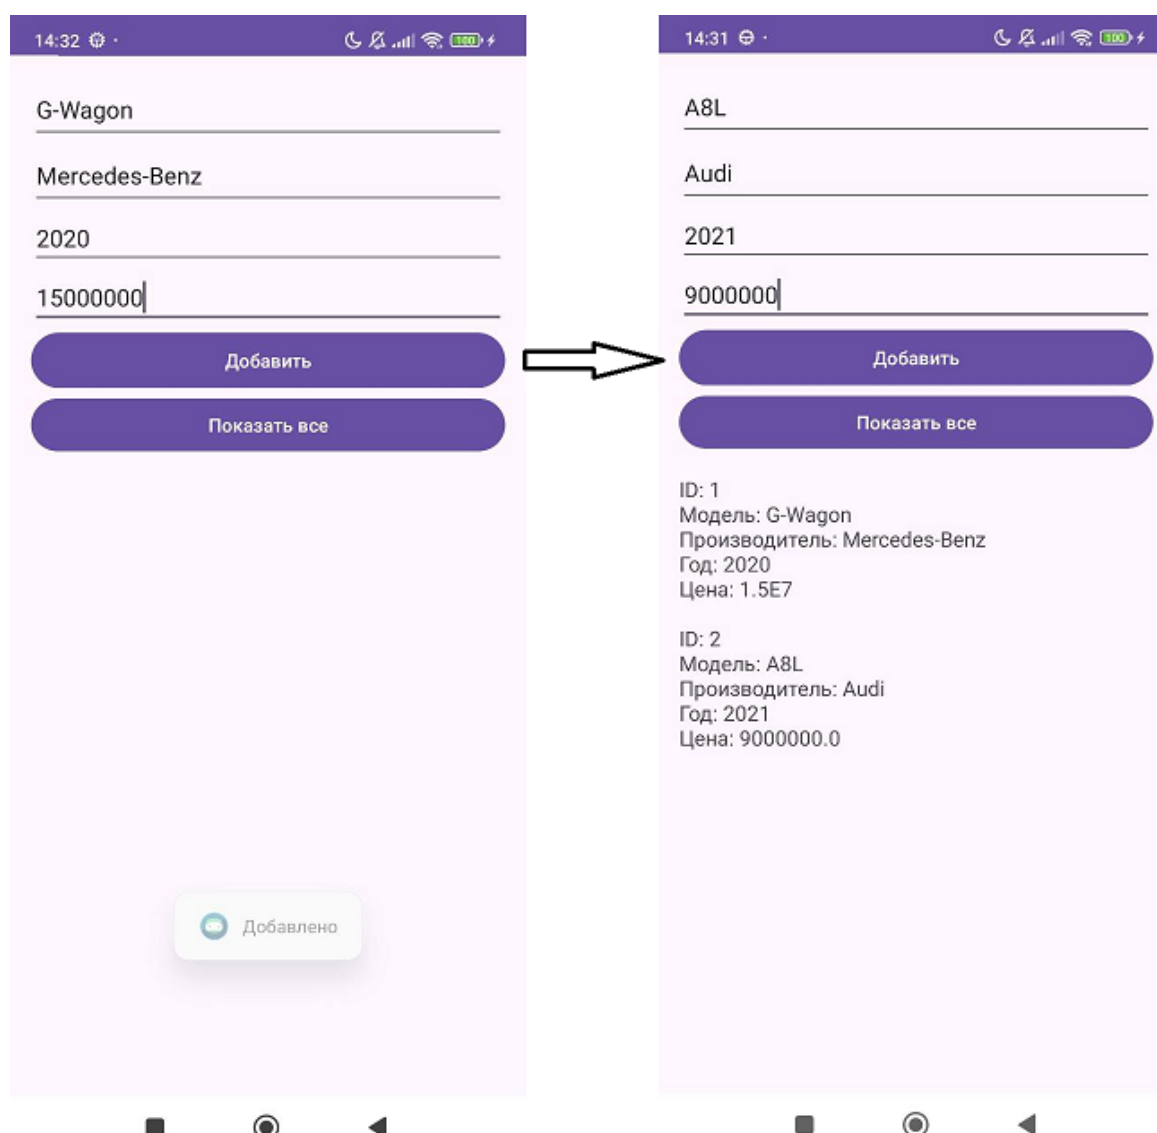 14:32
100
G-Wagon
Mercedes-Benz
2020
15000000
Добавить
Показать все
Добавлено
14:31
100
A8L
Audi
2021
9000000
Добавить
Показать все
ID: 1
Модель: G-Wagon
Производитель: Mercedes-Benz
Год: 2020
Цена: 1.5E7
ID: 2
Модель: A8L
Производитель: Audi
Год: 2021
Цена: 9000000.0